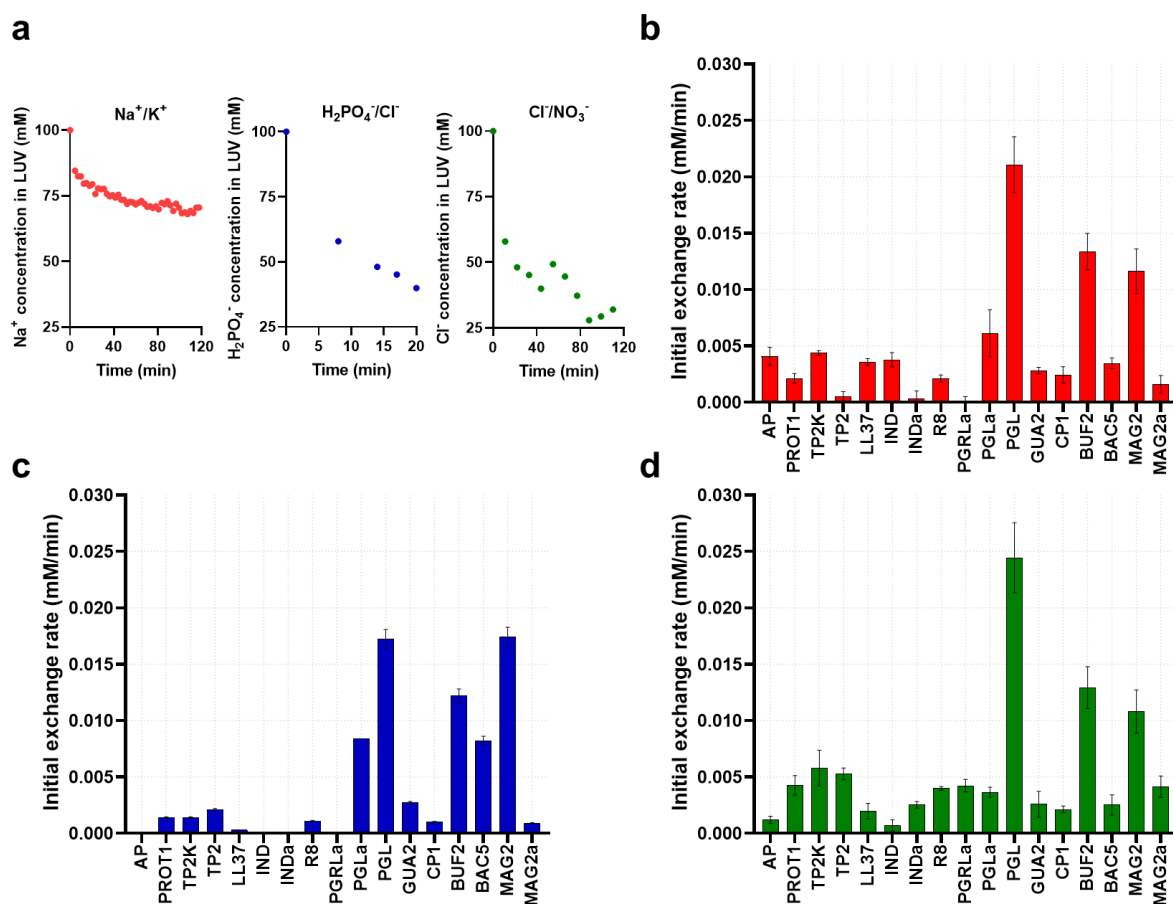 a
Na⁺/K⁺
Na⁺ concentration in LUV (mM)
100
75
50
25
0
40
80
120
Time (min)
H₂PO₄⁻/Cl⁻
H₂PO₄⁻ concentration in LUV (mM)
100
75
50
25
0
5
10
15
20
Time (min)
Cl⁻/NO₃⁻
Cl⁻ concentration in LUV (mM)
100
75
50
25
0
40
80
120
Time (min)
b
Initial exchange rate (mM/min)
0.030
0.025
0.020
0.015
0.010
0.005
0.000
AP
PROT1
TP2K
TP2
LL37
IND
INDa
R8
PGRLa
PGLa
PGL
GUA2
CP1
BUF2
BAC5
MAG2
MAG2a
c
Initial exchange rate (mM/min)
0.030
0.025
0.020
0.015
0.010
0.005
0.000
AP
PROT1
TP2K
TP2
LL37
IND
INDa
R8
PGRLa
PGLa
PGL
GUA2
CP1
BUF2
BAC5
MAG2
MAG2a
d
Initial exchange rate (mM/min)
0.030
0.025
0.020
0.015
0.010
0.005
0.000
AP
PROT1
TP2K
TP2
LL37
IND
INDa
R8
PGRLa
PGLa
PGL
GUA2
CP1
BUF2
BAC5
MAG2
MAG2a